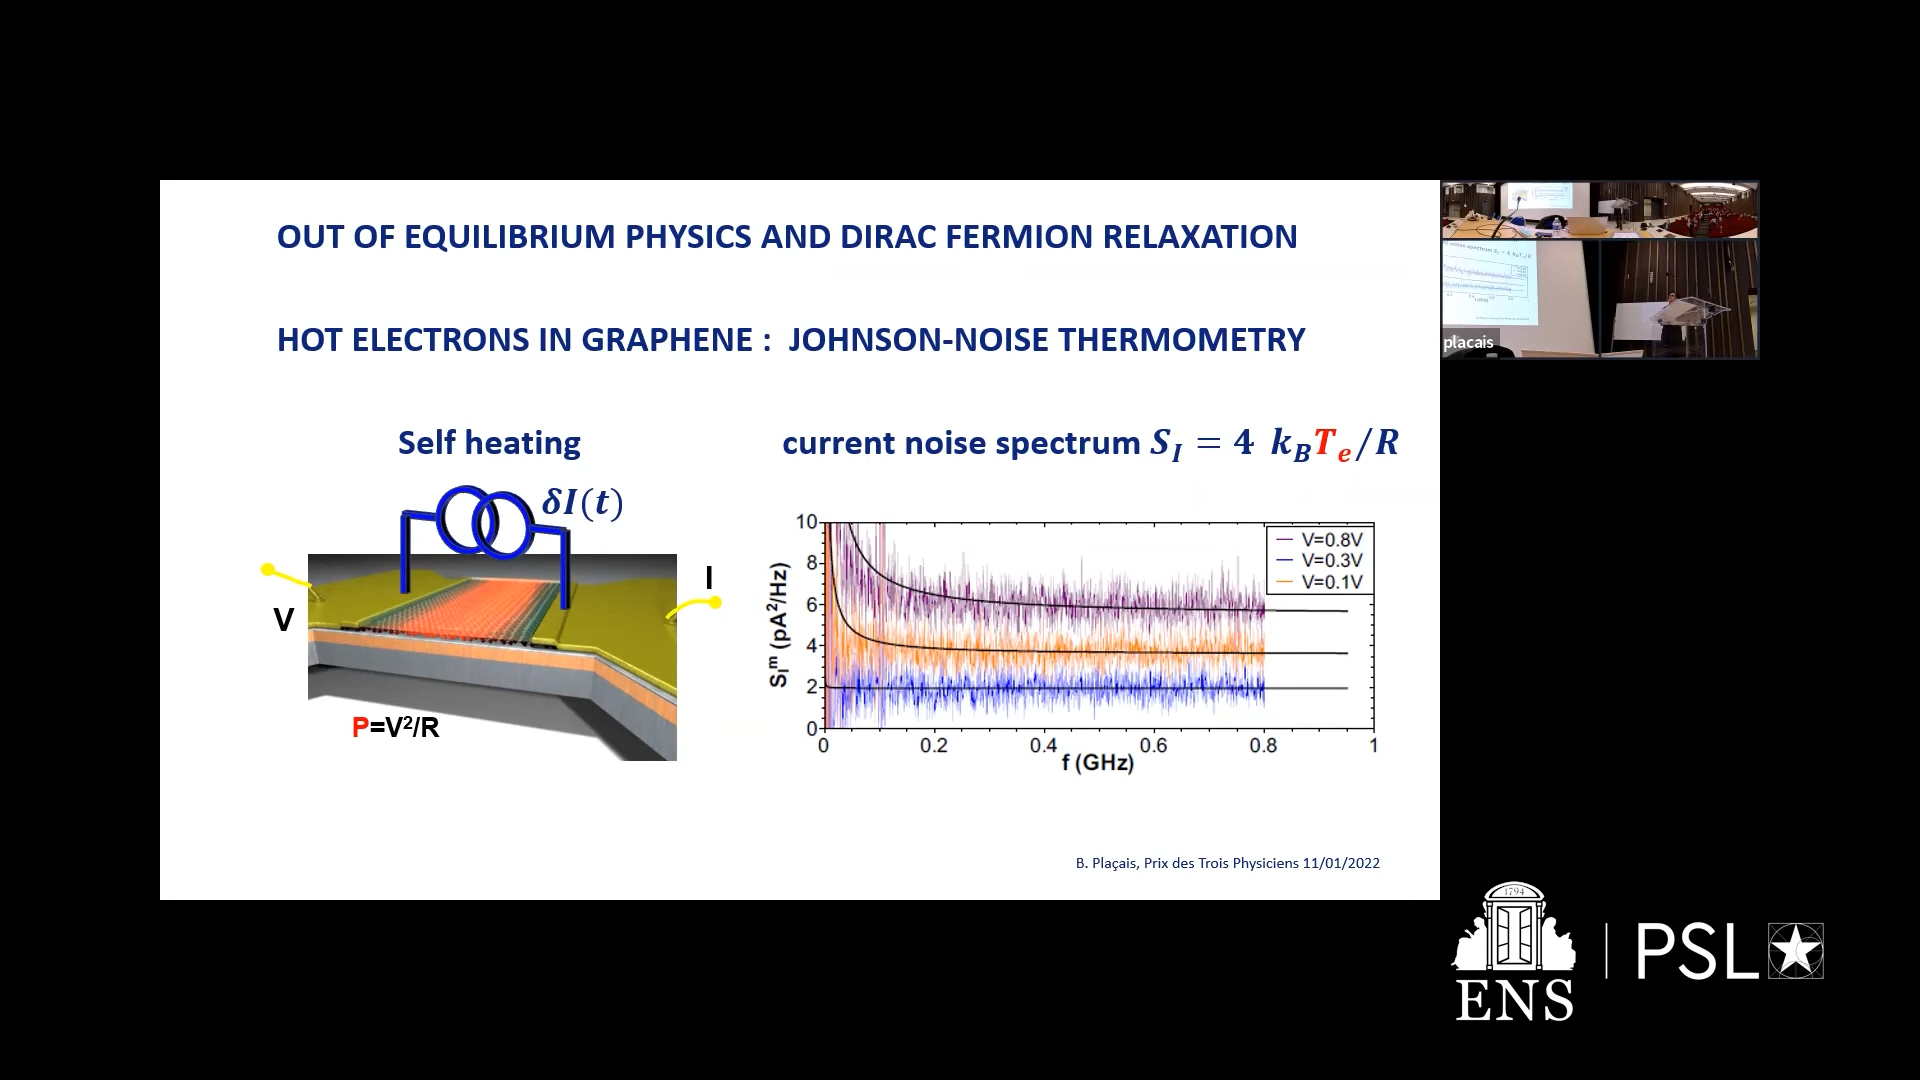 OUT OF EQUILIBRIUM PHYSICS AND DIRAC FERMION RELAXATION
HOT ELECTRONS IN GRAPHENE : JOHNSON-NOISE THERMOMETRY
Self heating
current noise spectrum S_I = 4 k_B T_e/R
δI(t)
V
I
P=V²/R
10
8
6
4
2
0
S_I^m (pA²/Hz)
V=0.8V
V=0.3V
V=0.1V
0 0.2 0.4 0.6 0.8 1
f (GHz)
B. Plaçais, Prix des Trois Physiciens 11/01/2022
placais
1794
ENS
PSL